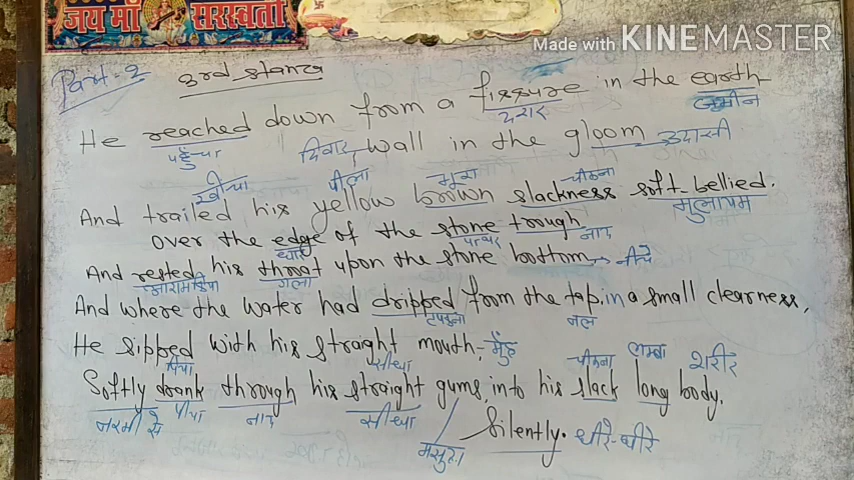 जय माँ सरस्वती
Made with KINEMASTER
Part-2 3rd stanza
He reached down from a fissure in the earth-
पहुँचा दरार जमीन
दिवार wall in the gloom उदासी
खींचा पीला भूरा
And trailed his yellow brown slackness soft-bellied.
मुलायम
over the edge of the stone trough
पत्थर नाद
And rested his throat upon the stone bottom → नीचे
आराम किया गला
And where the water had dripped from the tap, in a small clearness,
टपकना नल
He sipped with his straight mouth, मुँह
पिया सीधा लम्बा शरीर
Softly drank through his straight gums, into his slack long body.
नरमी से पीया नाद सीधा मसुढ़ा
Silently. धीरे-धीरे